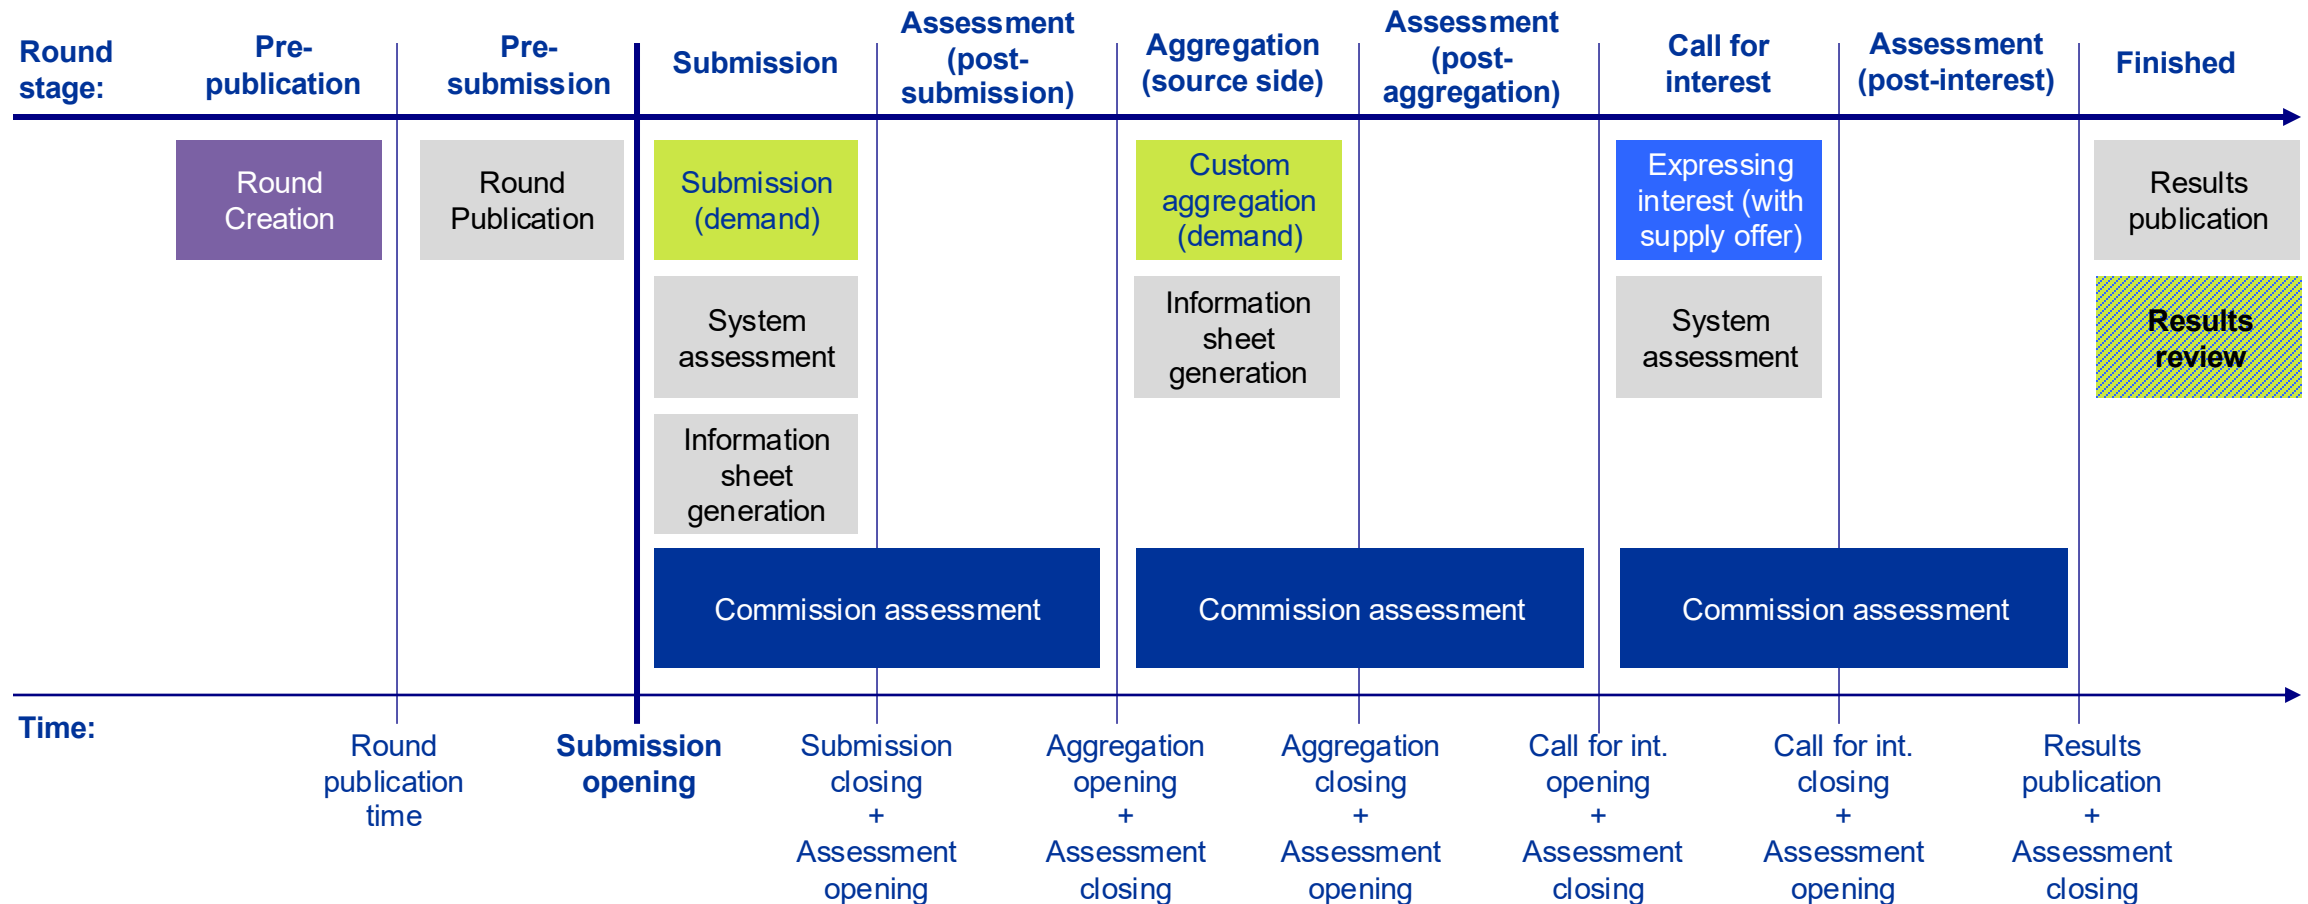 Round
stage:
Pre-
publication
Pre-
submission
Submission
Assessment
(post-
submission)
Aggregation
(source side)
Assessment
(post-
aggregation)
Call for
interest
Assessment
(post-interest)
Finished
Round
Creation
Round
Publication
Submission
(demand)
Custom
aggregation
(demand)
Expressing
interest (with
supply offer)
Results
publication
System
assessment
Information
sheet
generation
System
assessment
Results
review
Information
sheet
generation
Commission assessment
Commission assessment
Commission assessment
Time:
Round
publication
time
Submission
opening
Submission
closing
+
Assessment
opening
Aggregation
opening
+
Assessment
closing
Aggregation
closing
+
Assessment
opening
Call for int.
opening
+
Assessment
closing
Call for int.
closing
+
Assessment
opening
Results
publication
+
Assessment
closing